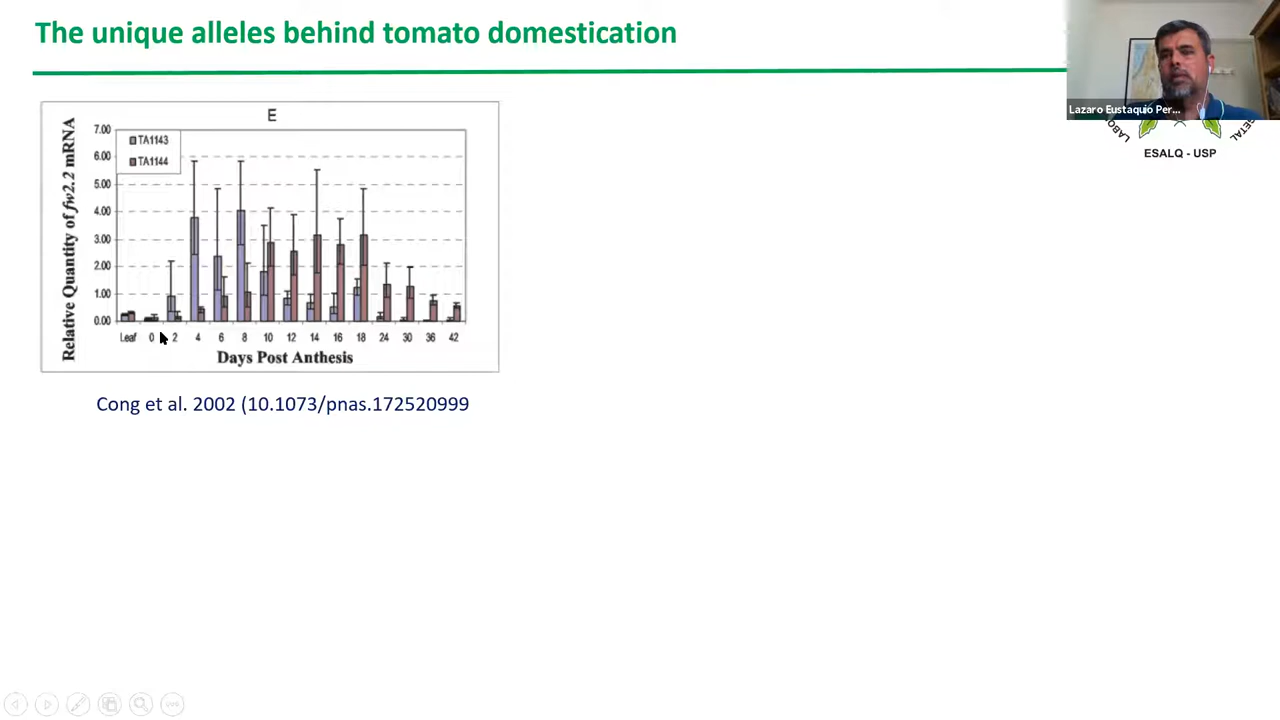 The unique alleles behind tomato domestication
Lazaro Eustaquio Per...
LABO
ETAL
ESALQ - USP
E
Relative Quantity of fw2.2 mRNA
7.00
6.00
5.00
4.00
3.00
2.00
1.00
0.00
TA1143
TA1144
Leaf 0 2 4 6 8 10 12 14 16 18 24 30 36 42
Days Post Anthesis
Cong et al. 2002 (10.1073/pnas.172520999